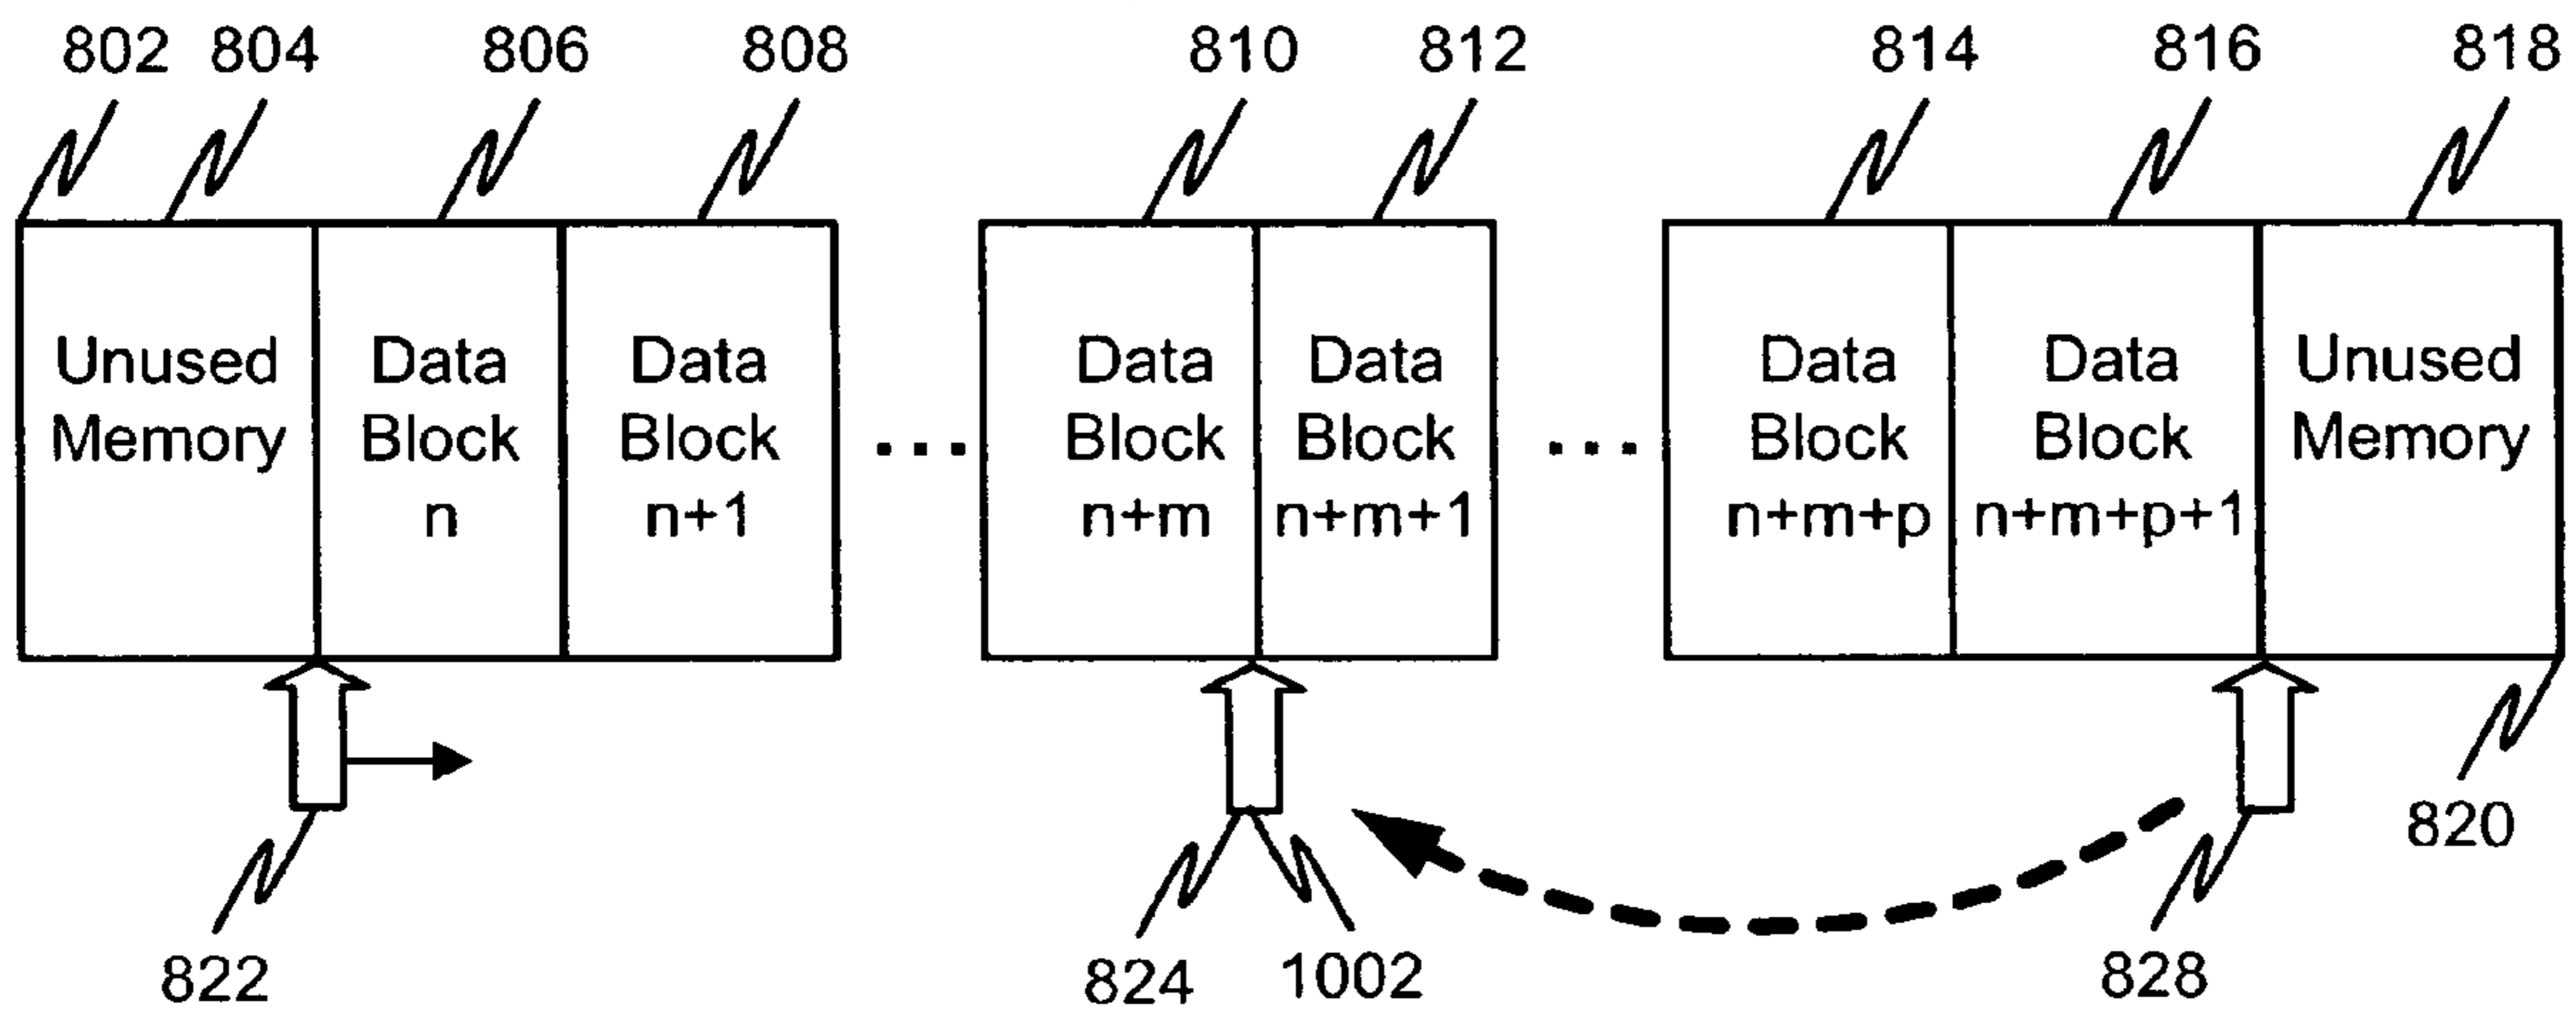 802 804 806 808 810 812 814 816 818
Unused Data Data Data Data Data Data Unused
Memory Block Block ... Block Block ... Block Block Memory
n n+1 n+m n+m+1 n+m+p n+m+p+1
820
822 824 1002 828